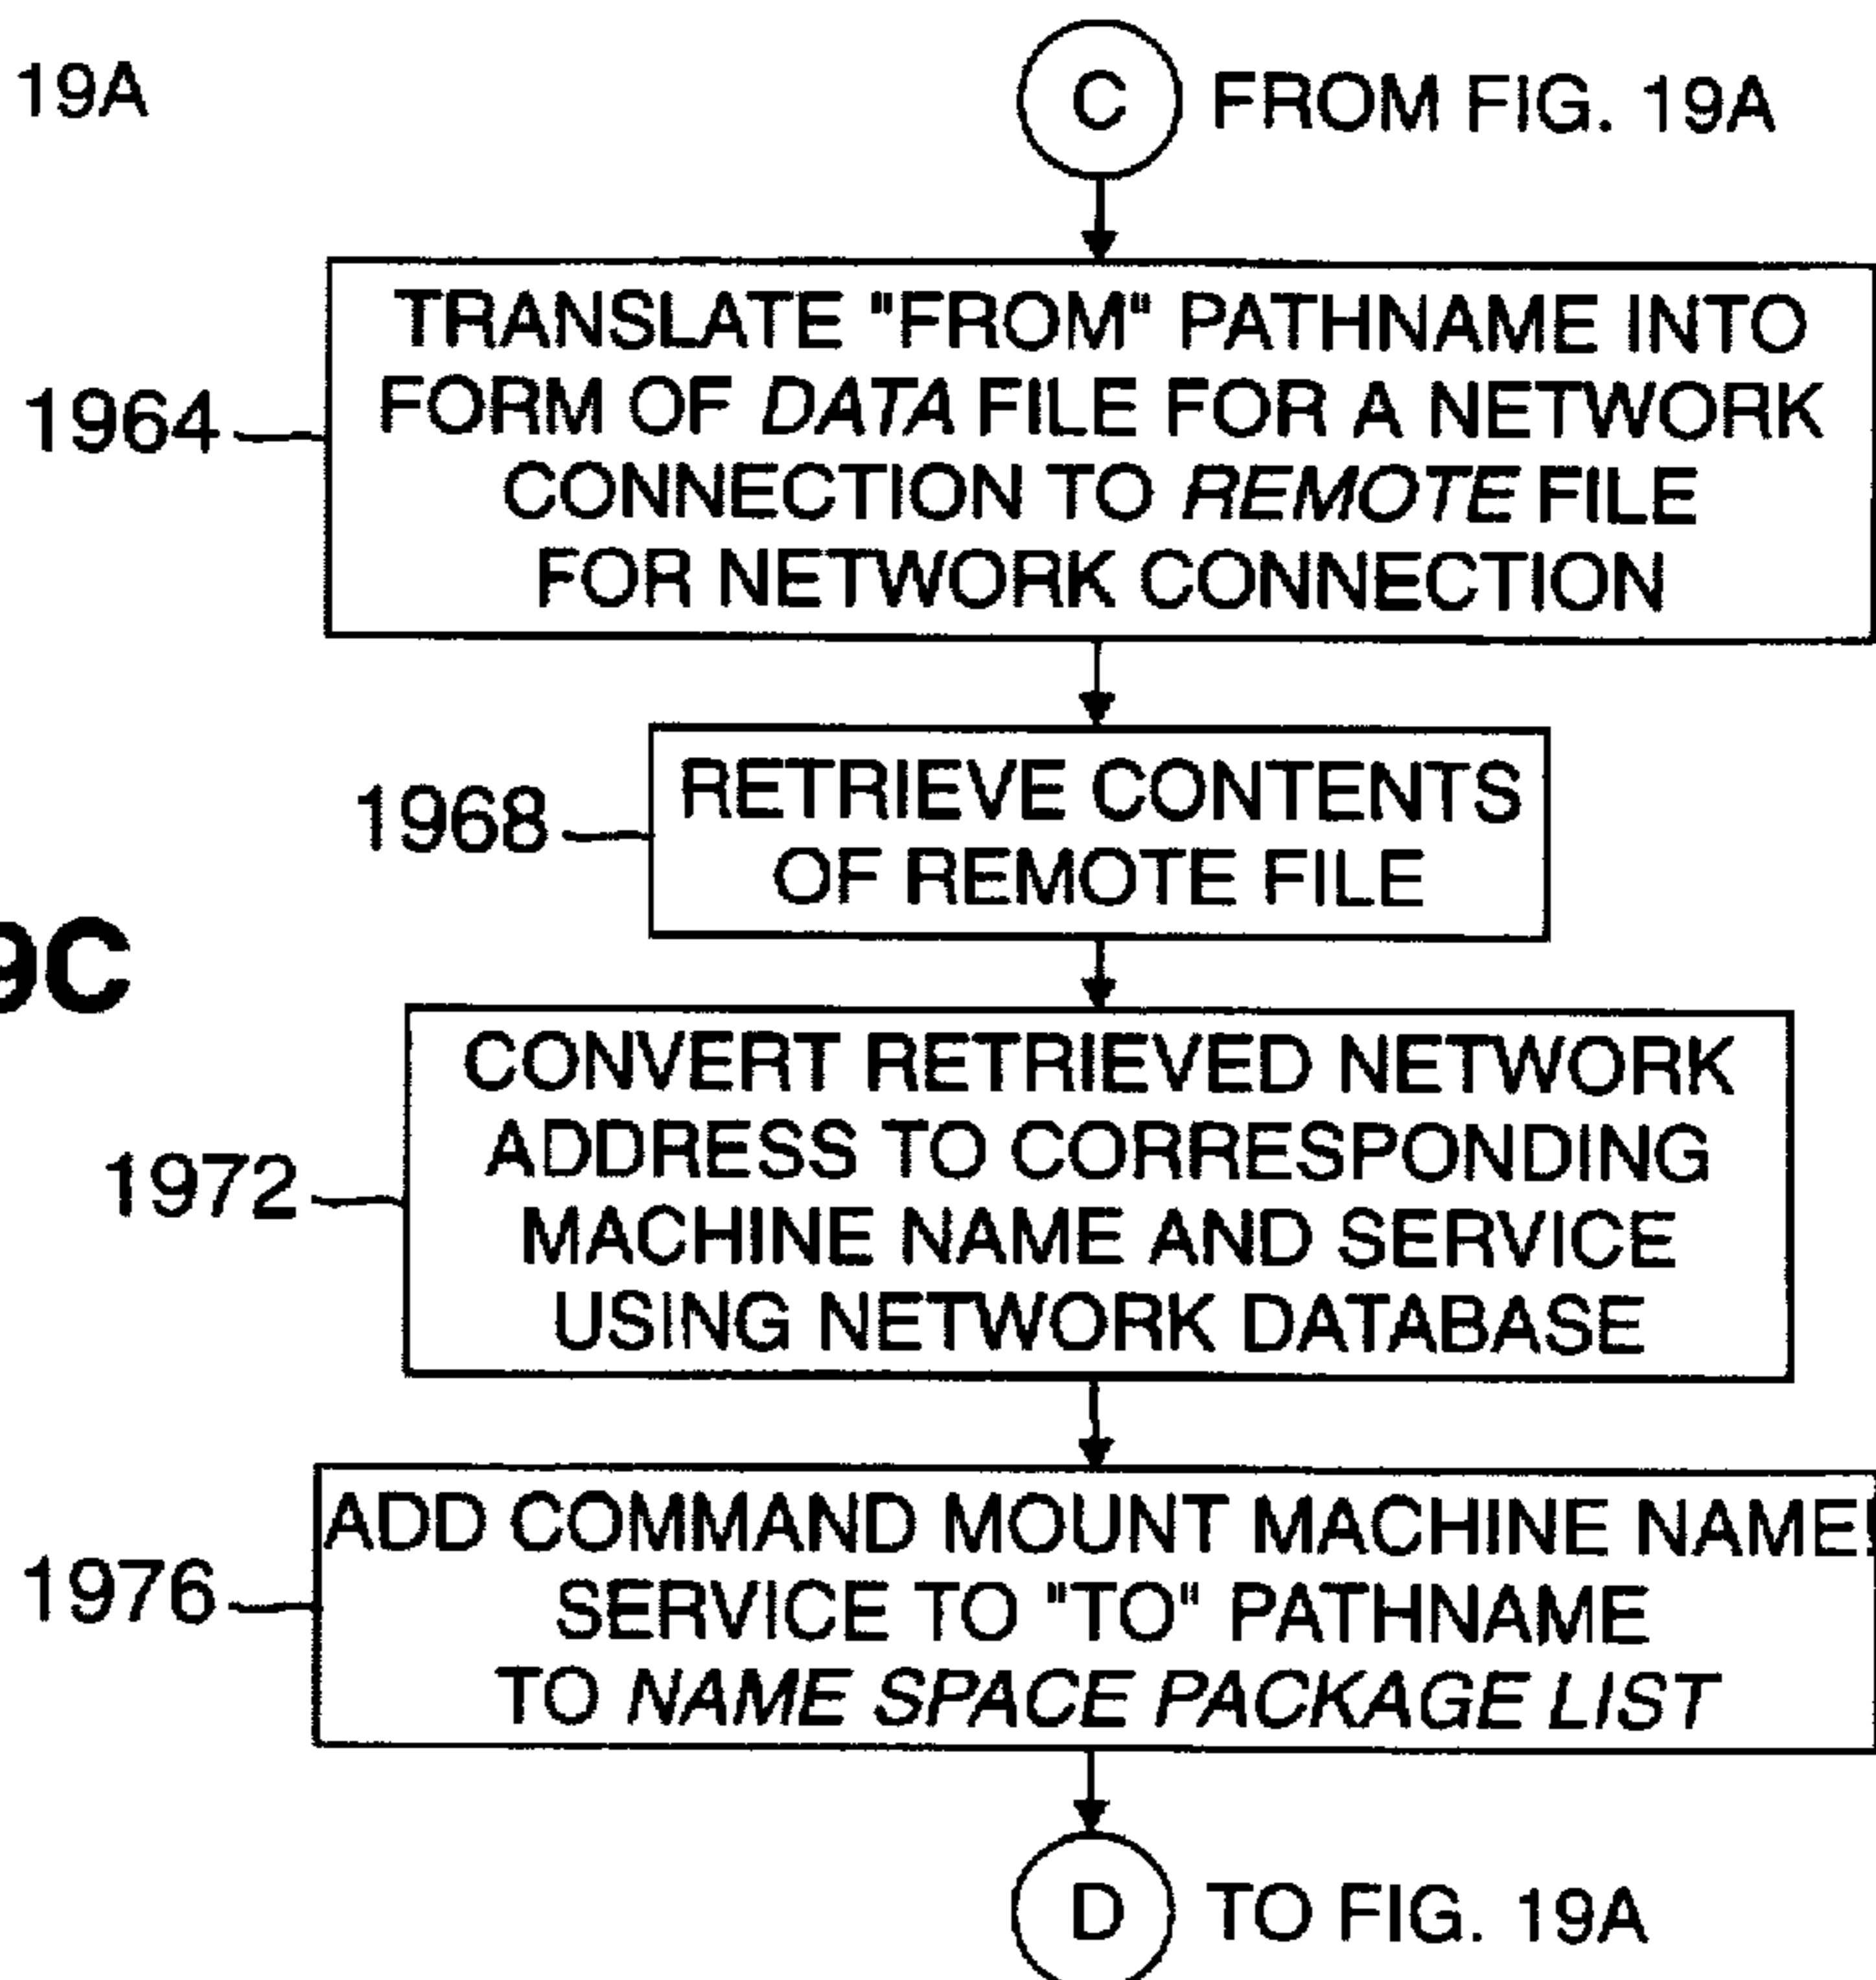 19A
C FROM FIG. 19A
TRANSLATE "FROM" PATHNAME INTO
FORM OF DATA FILE FOR A NETWORK
CONNECTION TO REMOTE FILE
FOR NETWORK CONNECTION
1964
RETRIEVE CONTENTS
OF REMOTE FILE
1968
9C
CONVERT RETRIEVED NETWORK
ADDRESS TO CORRESPONDING
MACHINE NAME AND SERVICE
USING NETWORK DATABASE
1972
ADD COMMAND MOUNT MACHINE NAME!
SERVICE TO "TO" PATHNAME
TO NAME SPACE PACKAGE LIST
1976
D TO FIG. 19A